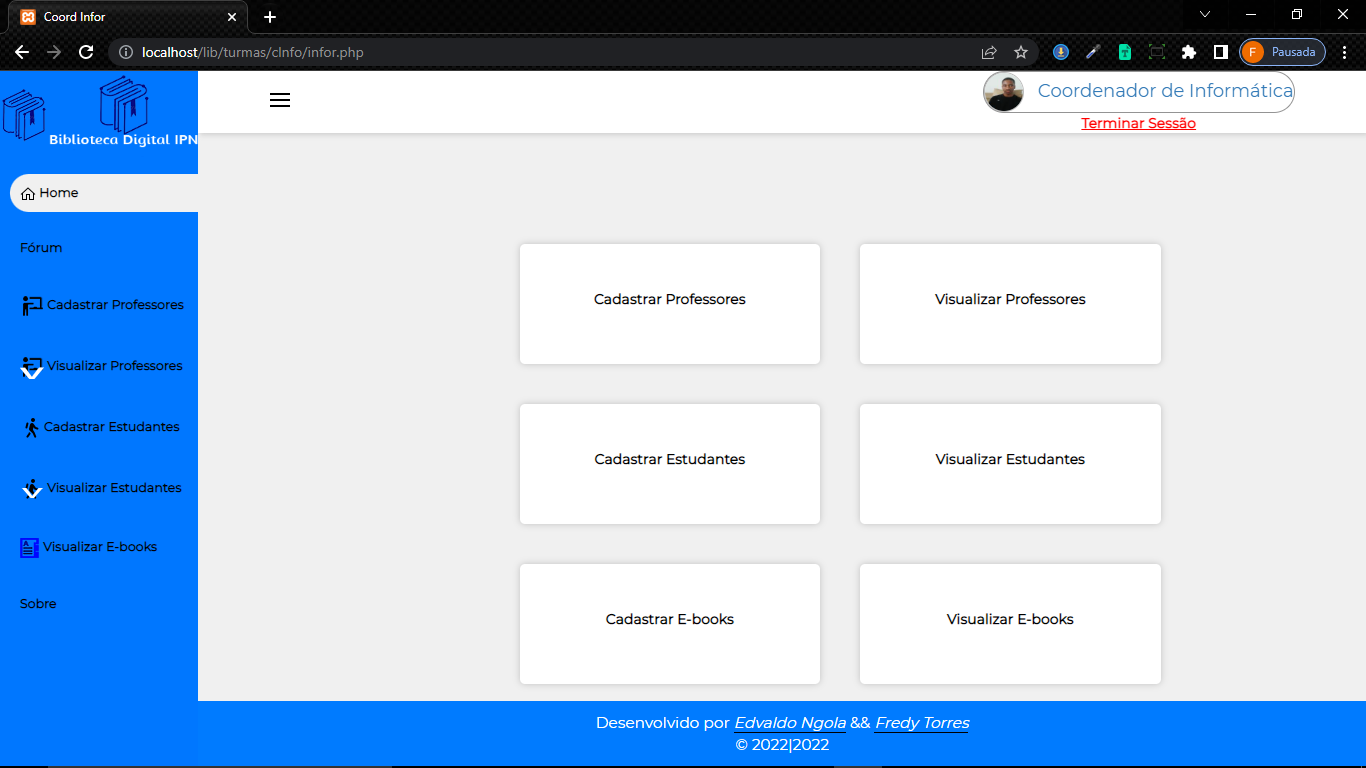 Coord Infor
localhost/lib/turmas/cInfo/infor.php
F Pausada
Biblioteca Digital IPN
Coordenador de Informática
Terminar Sessão
Home
Fórum
Cadastrar Professores
Visualizar Professores
Cadastrar Estudantes
Visualizar Estudantes
Visualizar E-books
Sobre
Cadastrar Professores
Visualizar Professores
Cadastrar Estudantes
Visualizar Estudantes
Cadastrar E-books
Visualizar E-books
Desenvolvido por Edvaldo Ngola && Fredy Torres
© 2022|2022